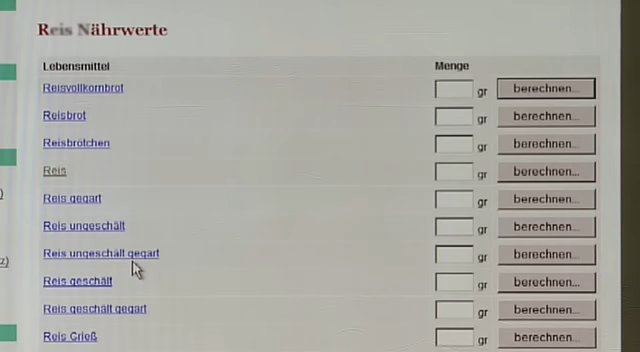 Reis Nährwerte
Lebensmittel Menge
Reisvollkornbrot gr berechnen...
Reisbrot gr berechnen...
Reisbrötchen gr berechnen...
Reis gr berechnen...
Reis gegart gr berechnen...
Reis ungeschält gr berechnen...
Reis ungeschält gegart gr berechnen...
z)
Reis geschält gr berechnen...
Reis geschält gegart gr berechnen...
Reis Grieß gr berechnen...